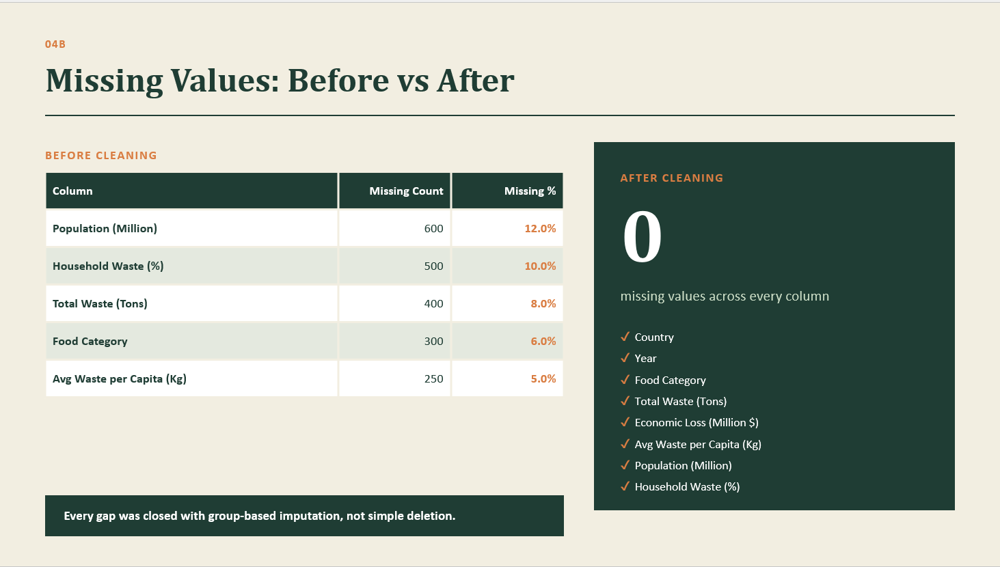 04B
Missing Values: Before vs After
BEFORE CLEANING
Column Missing Count Missing %
Population (Million) 600 12.0%
Household Waste (%) 500 10.0%
Total Waste (Tons) 400 8.0%
Food Category 300 6.0%
Avg Waste per Capita (Kg) 250 5.0%
Every gap was closed with group-based imputation, not simple deletion.
AFTER CLEANING
0
missing values across every column
✓ Country
✓ Year
✓ Food Category
✓ Total Waste (Tons)
✓ Economic Loss (Million $)
✓ Avg Waste per Capita (Kg)
✓ Population (Million)
✓ Household Waste (%)